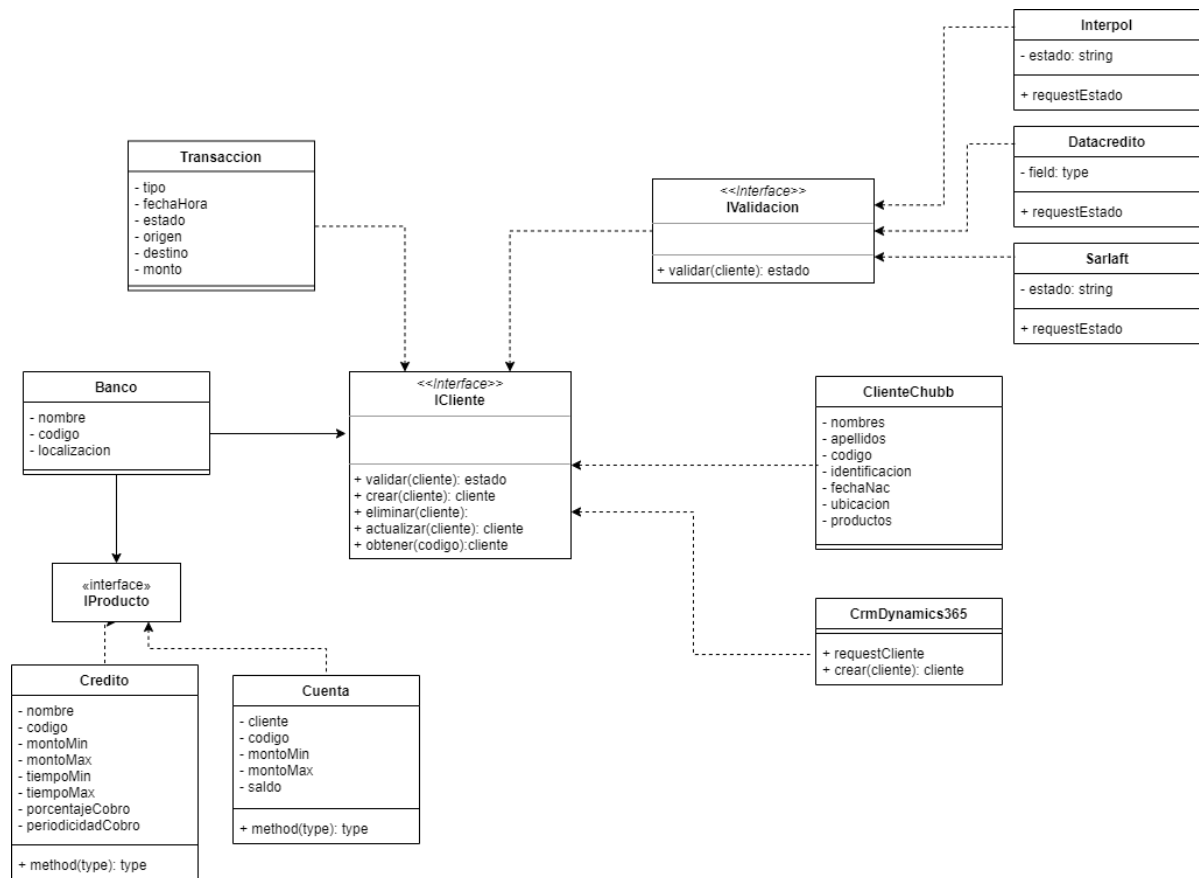 Interpol
- estado: string
+ requestEstado
Datacredito
- field: type
+ requestEstado
Sarlaft
- estado: string
+ requestEstado
Transaccion
- tipo
- fechaHora
- estado
- origen
- destino
- monto
<<Interface>>
IValidacion
+ validar(cliente): estado
Banco
- nombre
- codigo
- localizacion
<<Interface>>
ICliente
+ validar(cliente): estado
+ crear(cliente): cliente
+ eliminar(cliente):
+ actualizar(cliente): cliente
+ obtener(codigo):cliente
ClienteChubb
- nombres
- apellidos
- codigo
- identificacion
- fechaNac
- ubicacion
- productos
«interface»
IProducto
CrmDynamics365
+ requestCliente
+ crear(cliente): cliente
Credito
- nombre
- codigo
- montoMin
- montoMax
- tiempoMin
- tiempoMax
- porcentajeCobro
- periodicidadCobro
+ method(type): type
Cuenta
- cliente
- codigo
- montoMin
- montoMax
- saldo
+ method(type): type